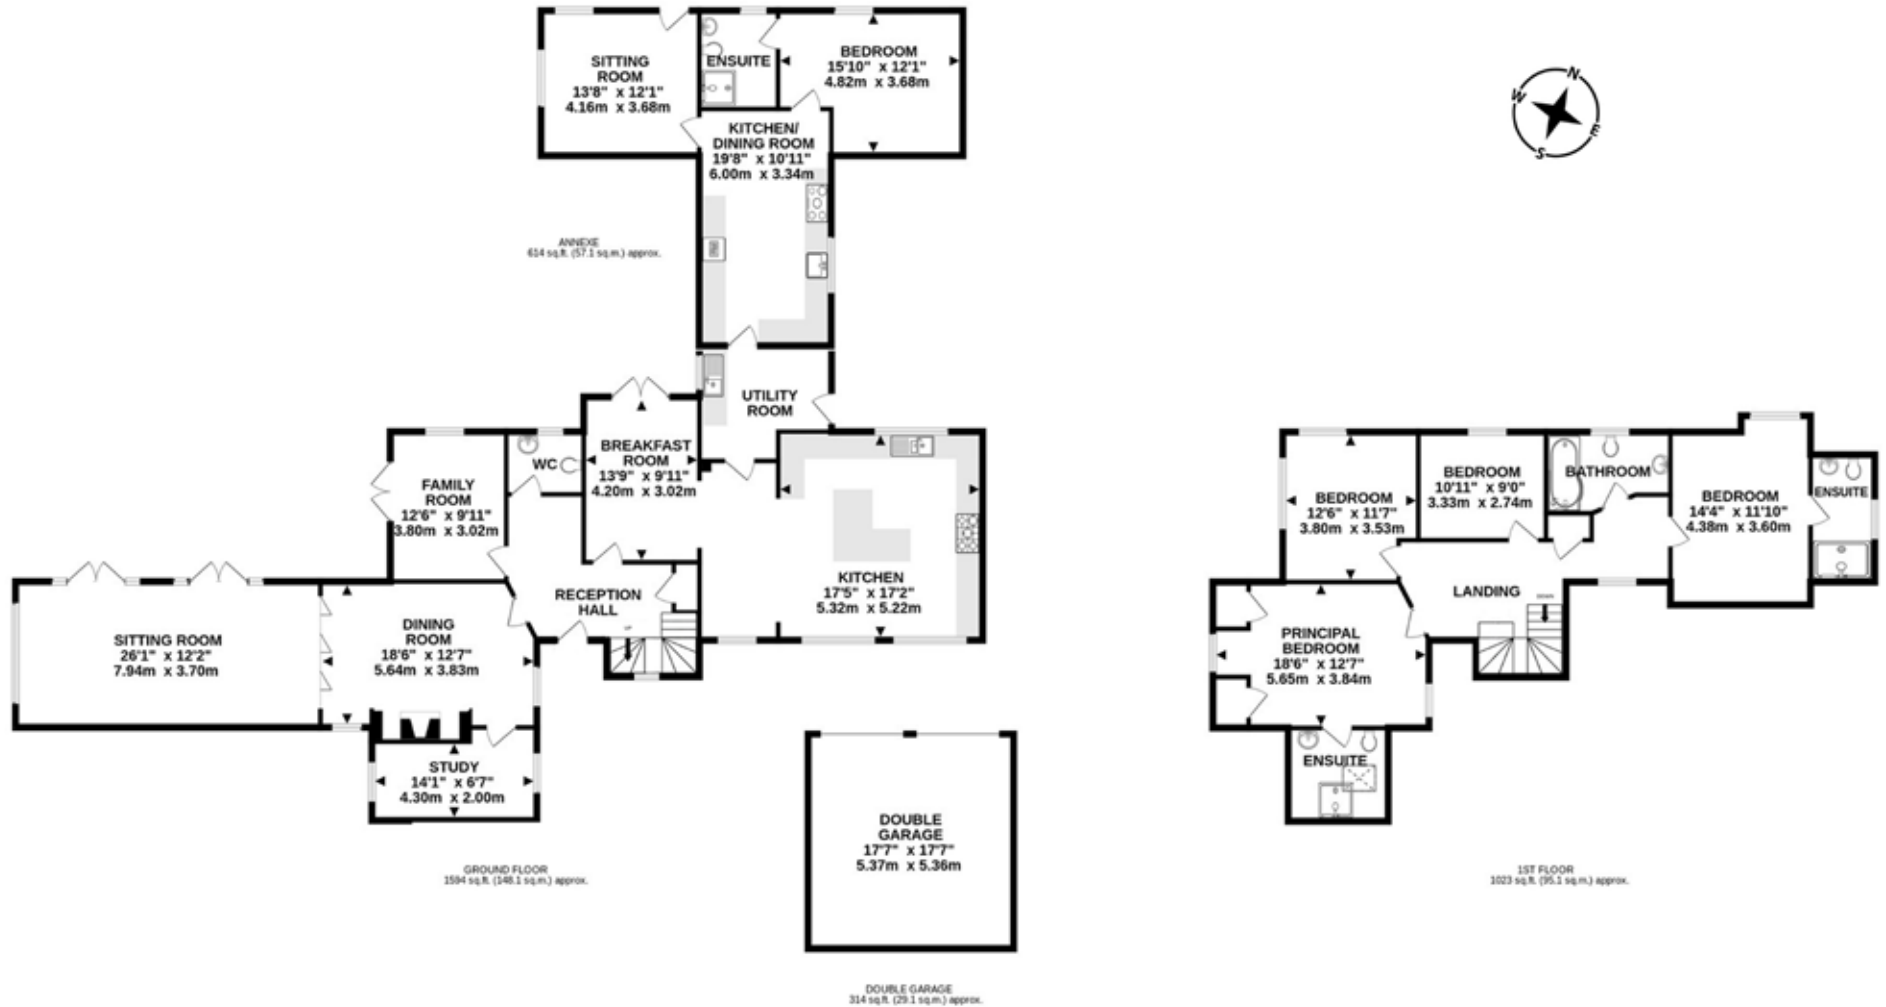 SITTING
ROOM
13'8" x 12'1"
4.16m x 3.68m
ENSUITE
BEDROOM
15'10" x 12'1"
4.82m x 3.68m
KITCHEN/
DINING ROOM
19'8" x 10'11"
6.00m x 3.34m
ANNEXE
614 sq.ft. (57.1 sq.m.) approx.
UTILITY
ROOM
BREAKFAST
ROOM
13'9" x 9'11"
4.20m x 3.02m
WC
FAMILY
ROOM
12'6" x 9'11"
3.80m x 3.02m
KITCHEN
17'5" x 17'2"
5.32m x 5.22m
RECEPTION
HALL
UP
SITTING ROOM
26'1" x 12'2"
7.94m x 3.70m
DINING
ROOM
18'6" x 12'7"
5.64m x 3.83m
STUDY
14'1" x 6'7"
4.30m x 2.00m
GROUND FLOOR
1594 sq.ft. (148.1 sq.m.) approx.
DOUBLE
GARAGE
17'7" x 17'7"
5.37m x 5.36m
DOUBLE GARAGE
314 sq.ft. (29.1 sq.m.) approx.
N
W
E
S
BEDROOM
12'6" x 11'7"
3.80m x 3.53m
BEDROOM
10'11" x 9'0"
3.33m x 2.74m
BATHROOM
BEDROOM
14'4" x 11'10"
4.38m x 3.60m
ENSUITE
LANDING
DOWN
PRINCIPAL
BEDROOM
18'6" x 12'7"
5.65m x 3.84m
ENSUITE
1ST FLOOR
1023 sq.ft. (95.1 sq.m.) approx.